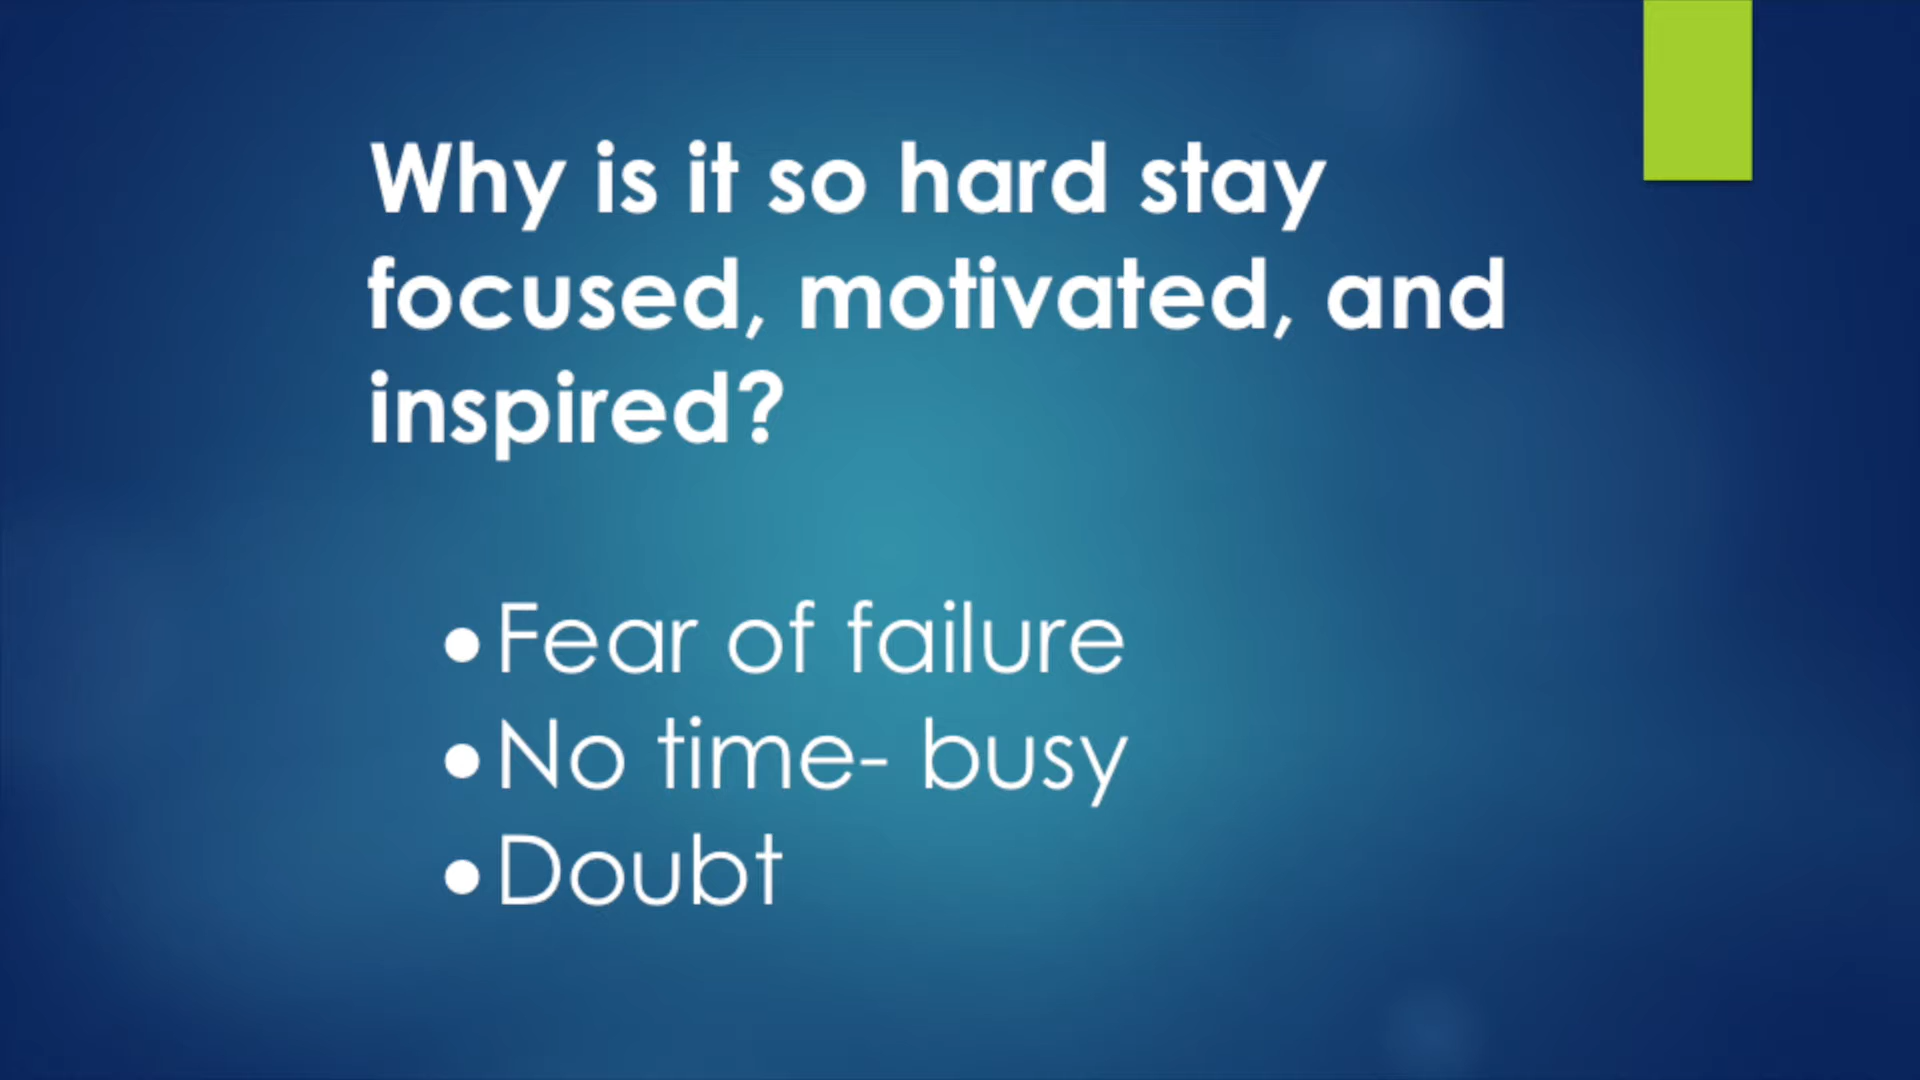 Why is it so hard stay
focused, motivated, and
inspired?
•Fear of failure
•No time- busy
•Doubt